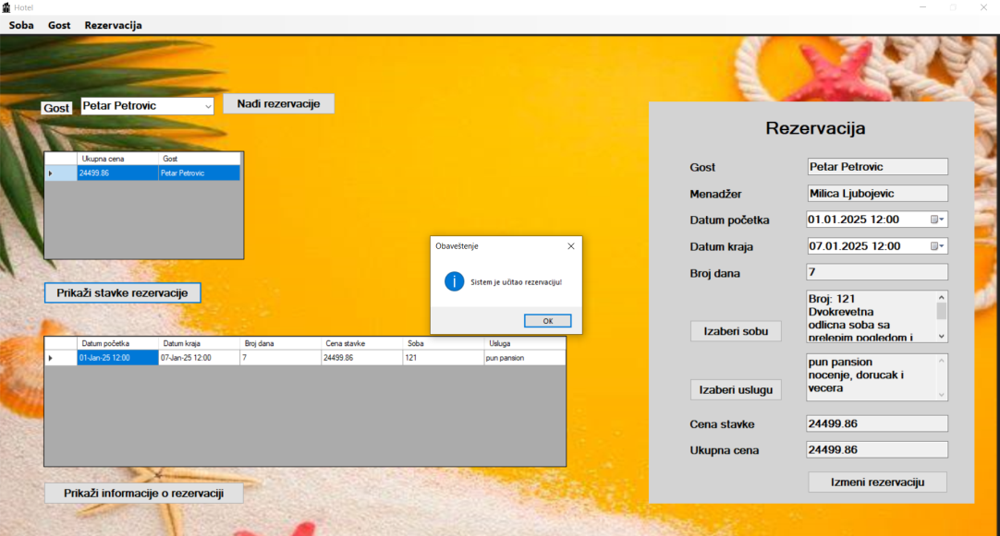 Hotel
Soba Gost Rezervacija
Gost Petar Petrovic Nađi rezervacije
Ukupna cena Gost
24499.86 Petar Petrovic
Prikaži stavke rezervacije
Datum početka Datum kraja Broj dana Cena stavke Soba Usluga
01-Jan-25 12:00 07-Jan-25 12:00 7 24499.86 121 pun pansion
Prikaži informacije o rezervaciji
Obaveštenje
Sistem je učitao rezervaciju!
OK
Rezervacija
Gost Petar Petrovic
Menadžer Milica Ljubojevic
Datum početka 01.01.2025 12:00
Datum kraja 07.01.2025 12:00
Broj dana 7
Izaberi sobu
Broj: 121
Dvokrevetna
odlicna soba sa
prelepim pogledom i
Izaberi uslugu
pun pansion
nocenje, dorucak i
vecera
Cena stavke 24499.86
Ukupna cena 24499.86
Izmeni rezervaciju